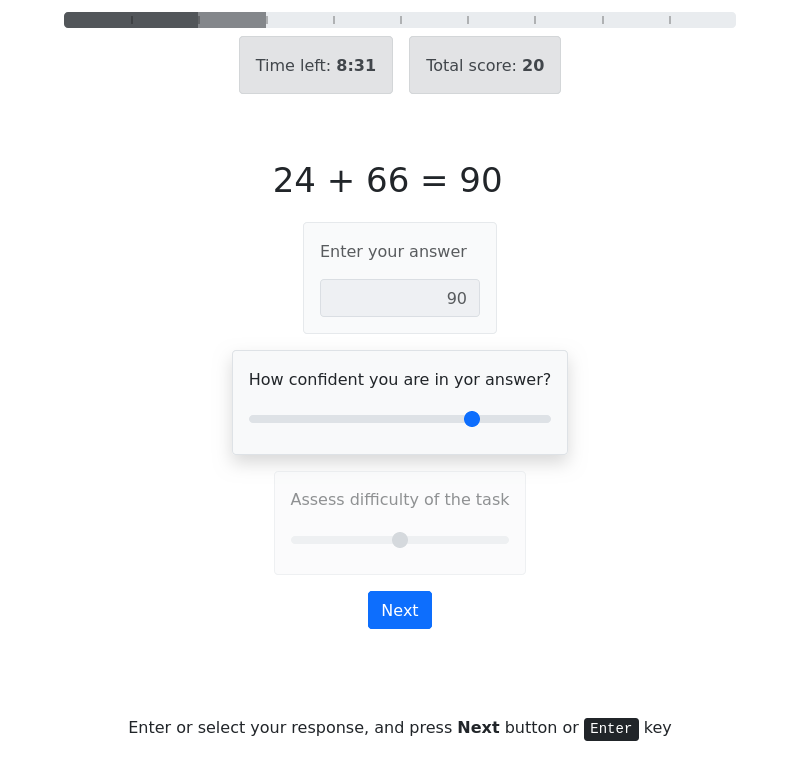 Time left: 8:31
Total score: 20
24 + 66 = 90
Enter your answer
90
How confident you are in yor answer?
Assess difficulty of the task
Next
Enter or select your response, and press Next button or Enter key